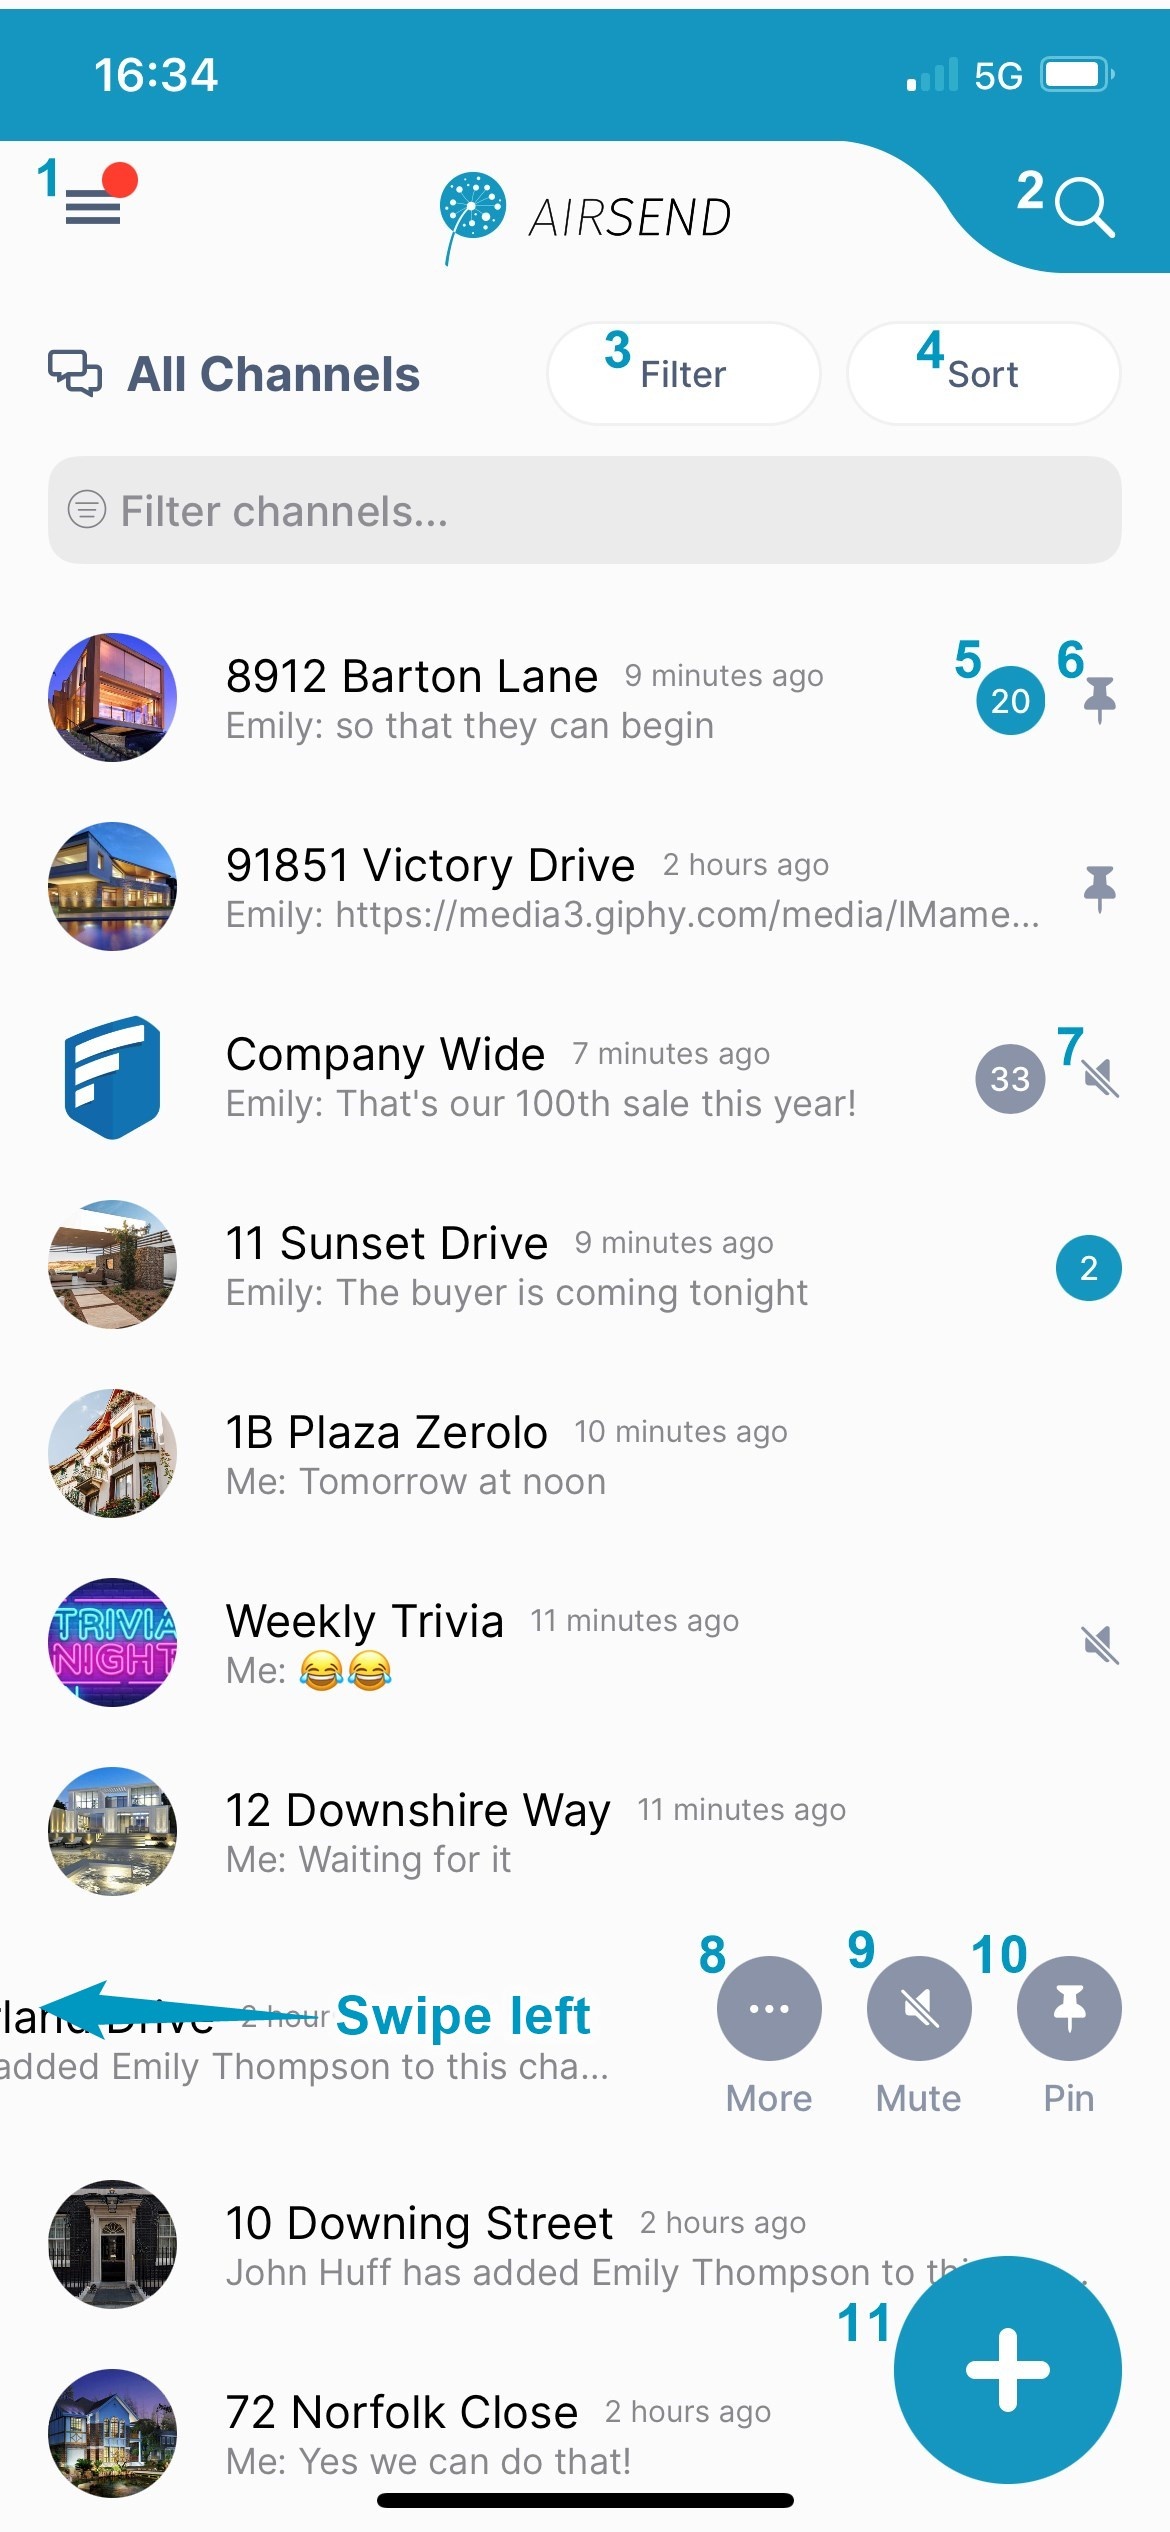 16:34 5G
1
AIRSEND
2
All Channels
3 Filter
4 Sort
Filter channels...
8912 Barton Lane 9 minutes ago
Emily: so that they can begin
5 20 6
91851 Victory Drive 2 hours ago
Emily: https://media3.giphy.com/media/lMame...
Company Wide 7 minutes ago
Emily: That's our 100th sale this year!
33 7
11 Sunset Drive 9 minutes ago
Emily: The buyer is coming tonight
2
1B Plaza Zerolo 10 minutes ago
Me: Tomorrow at noon
TRIVIA
NIGHT
Weekly Trivia 11 minutes ago
Me: 😂😂
12 Downshire Way 11 minutes ago
Me: Waiting for it
rland Drive 2 hour
Swipe left
added Emily Thompson to this cha...
8 More
9 Mute
10 Pin
10 Downing Street 2 hours ago
John Huff has added Emily Thompson to thi
11
72 Norfolk Close 2 hours ago
Me: Yes we can do that!